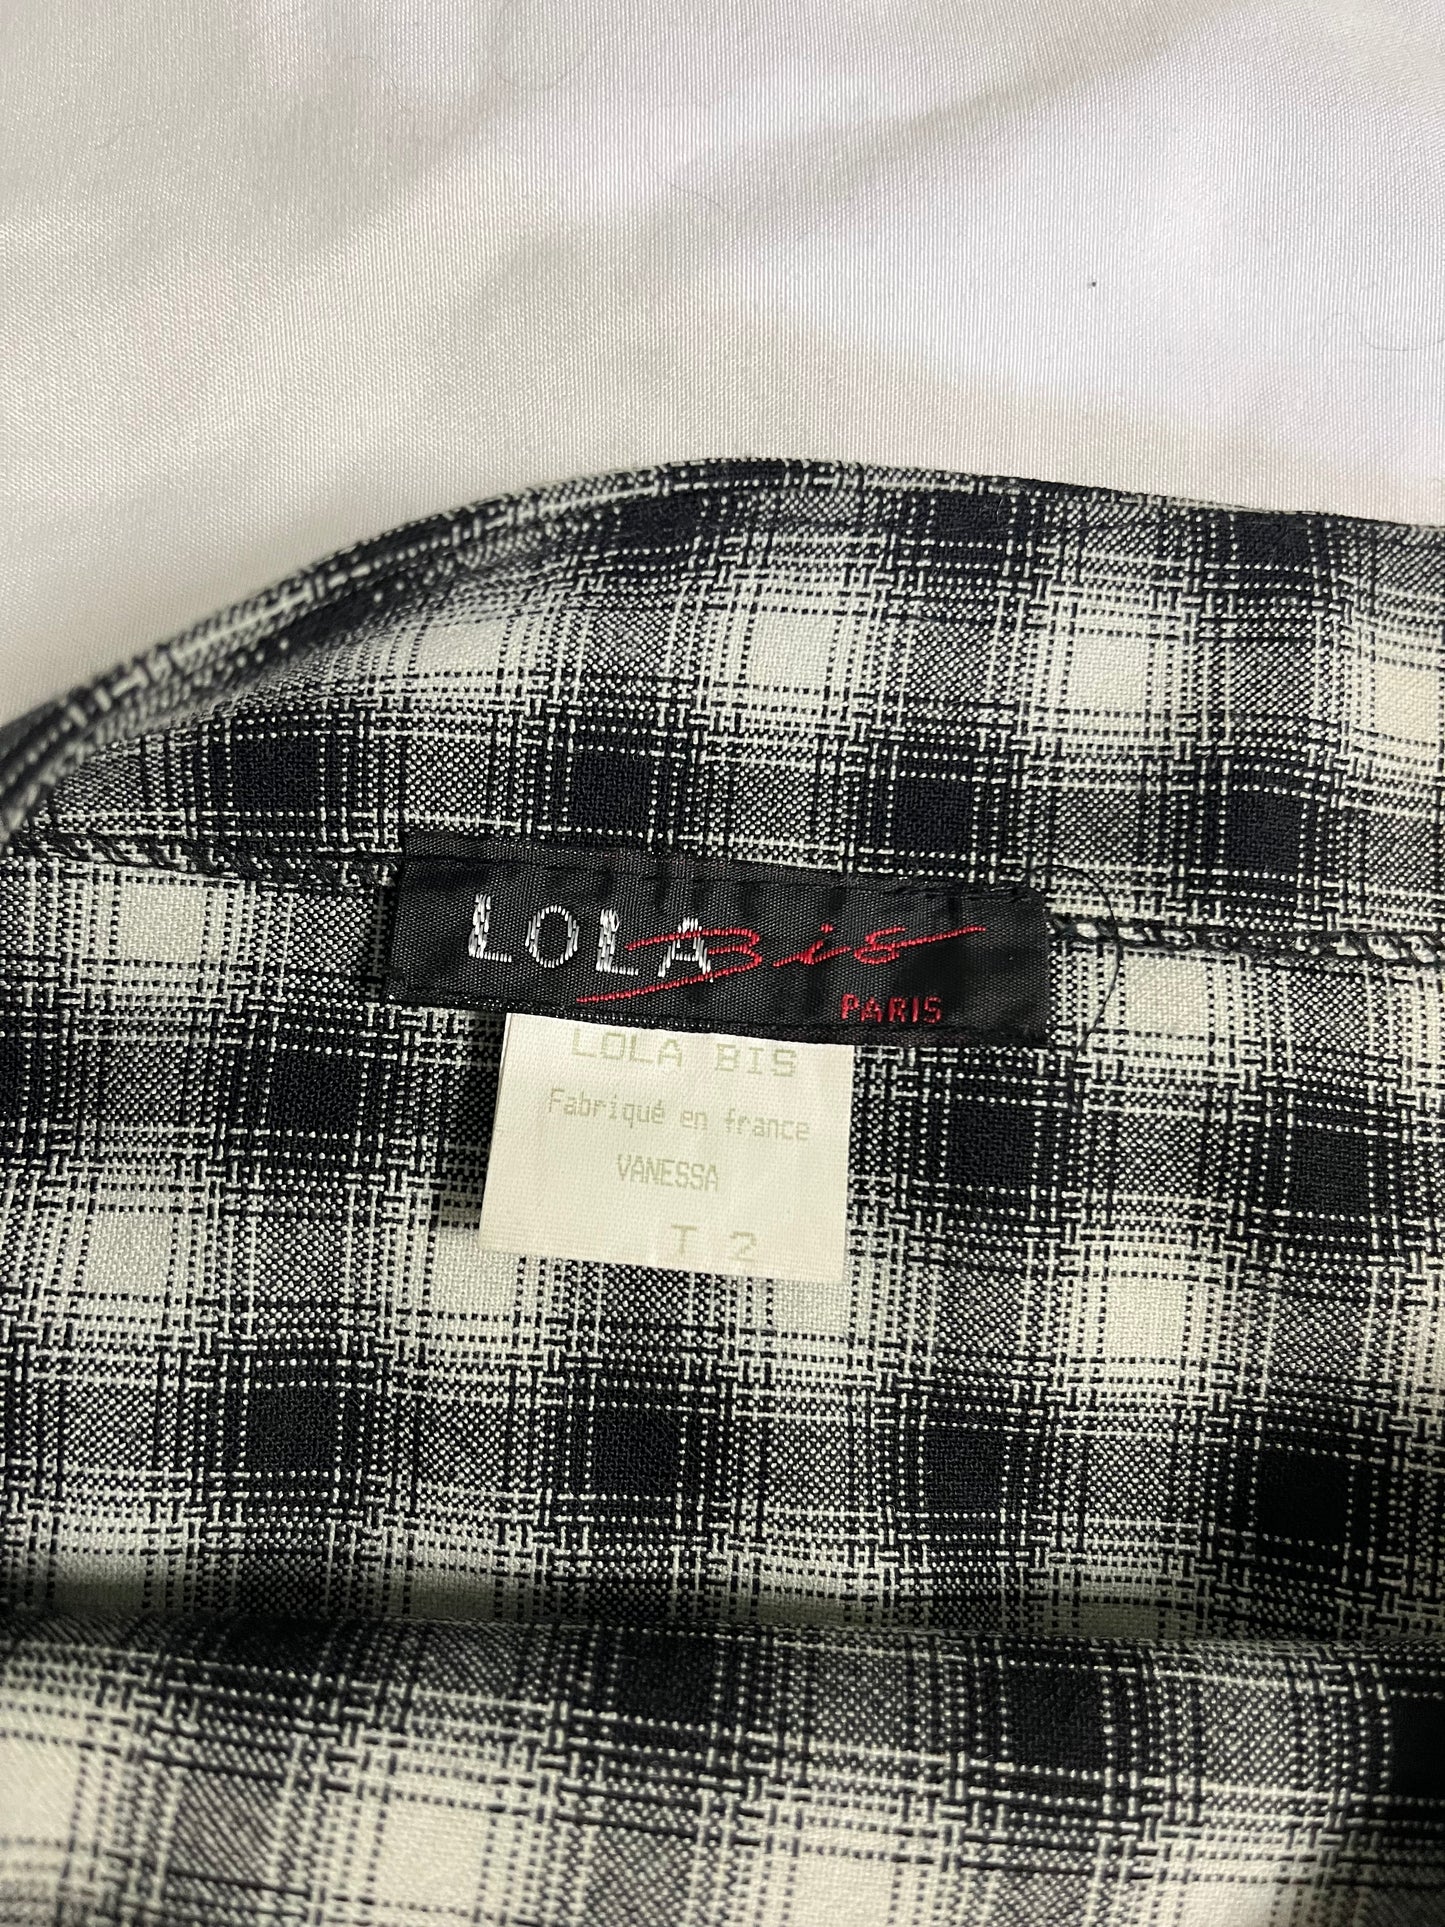 LOLA Bis
PARIS
LOLA BIS
Fabriqué en france
VANESSA
T 2